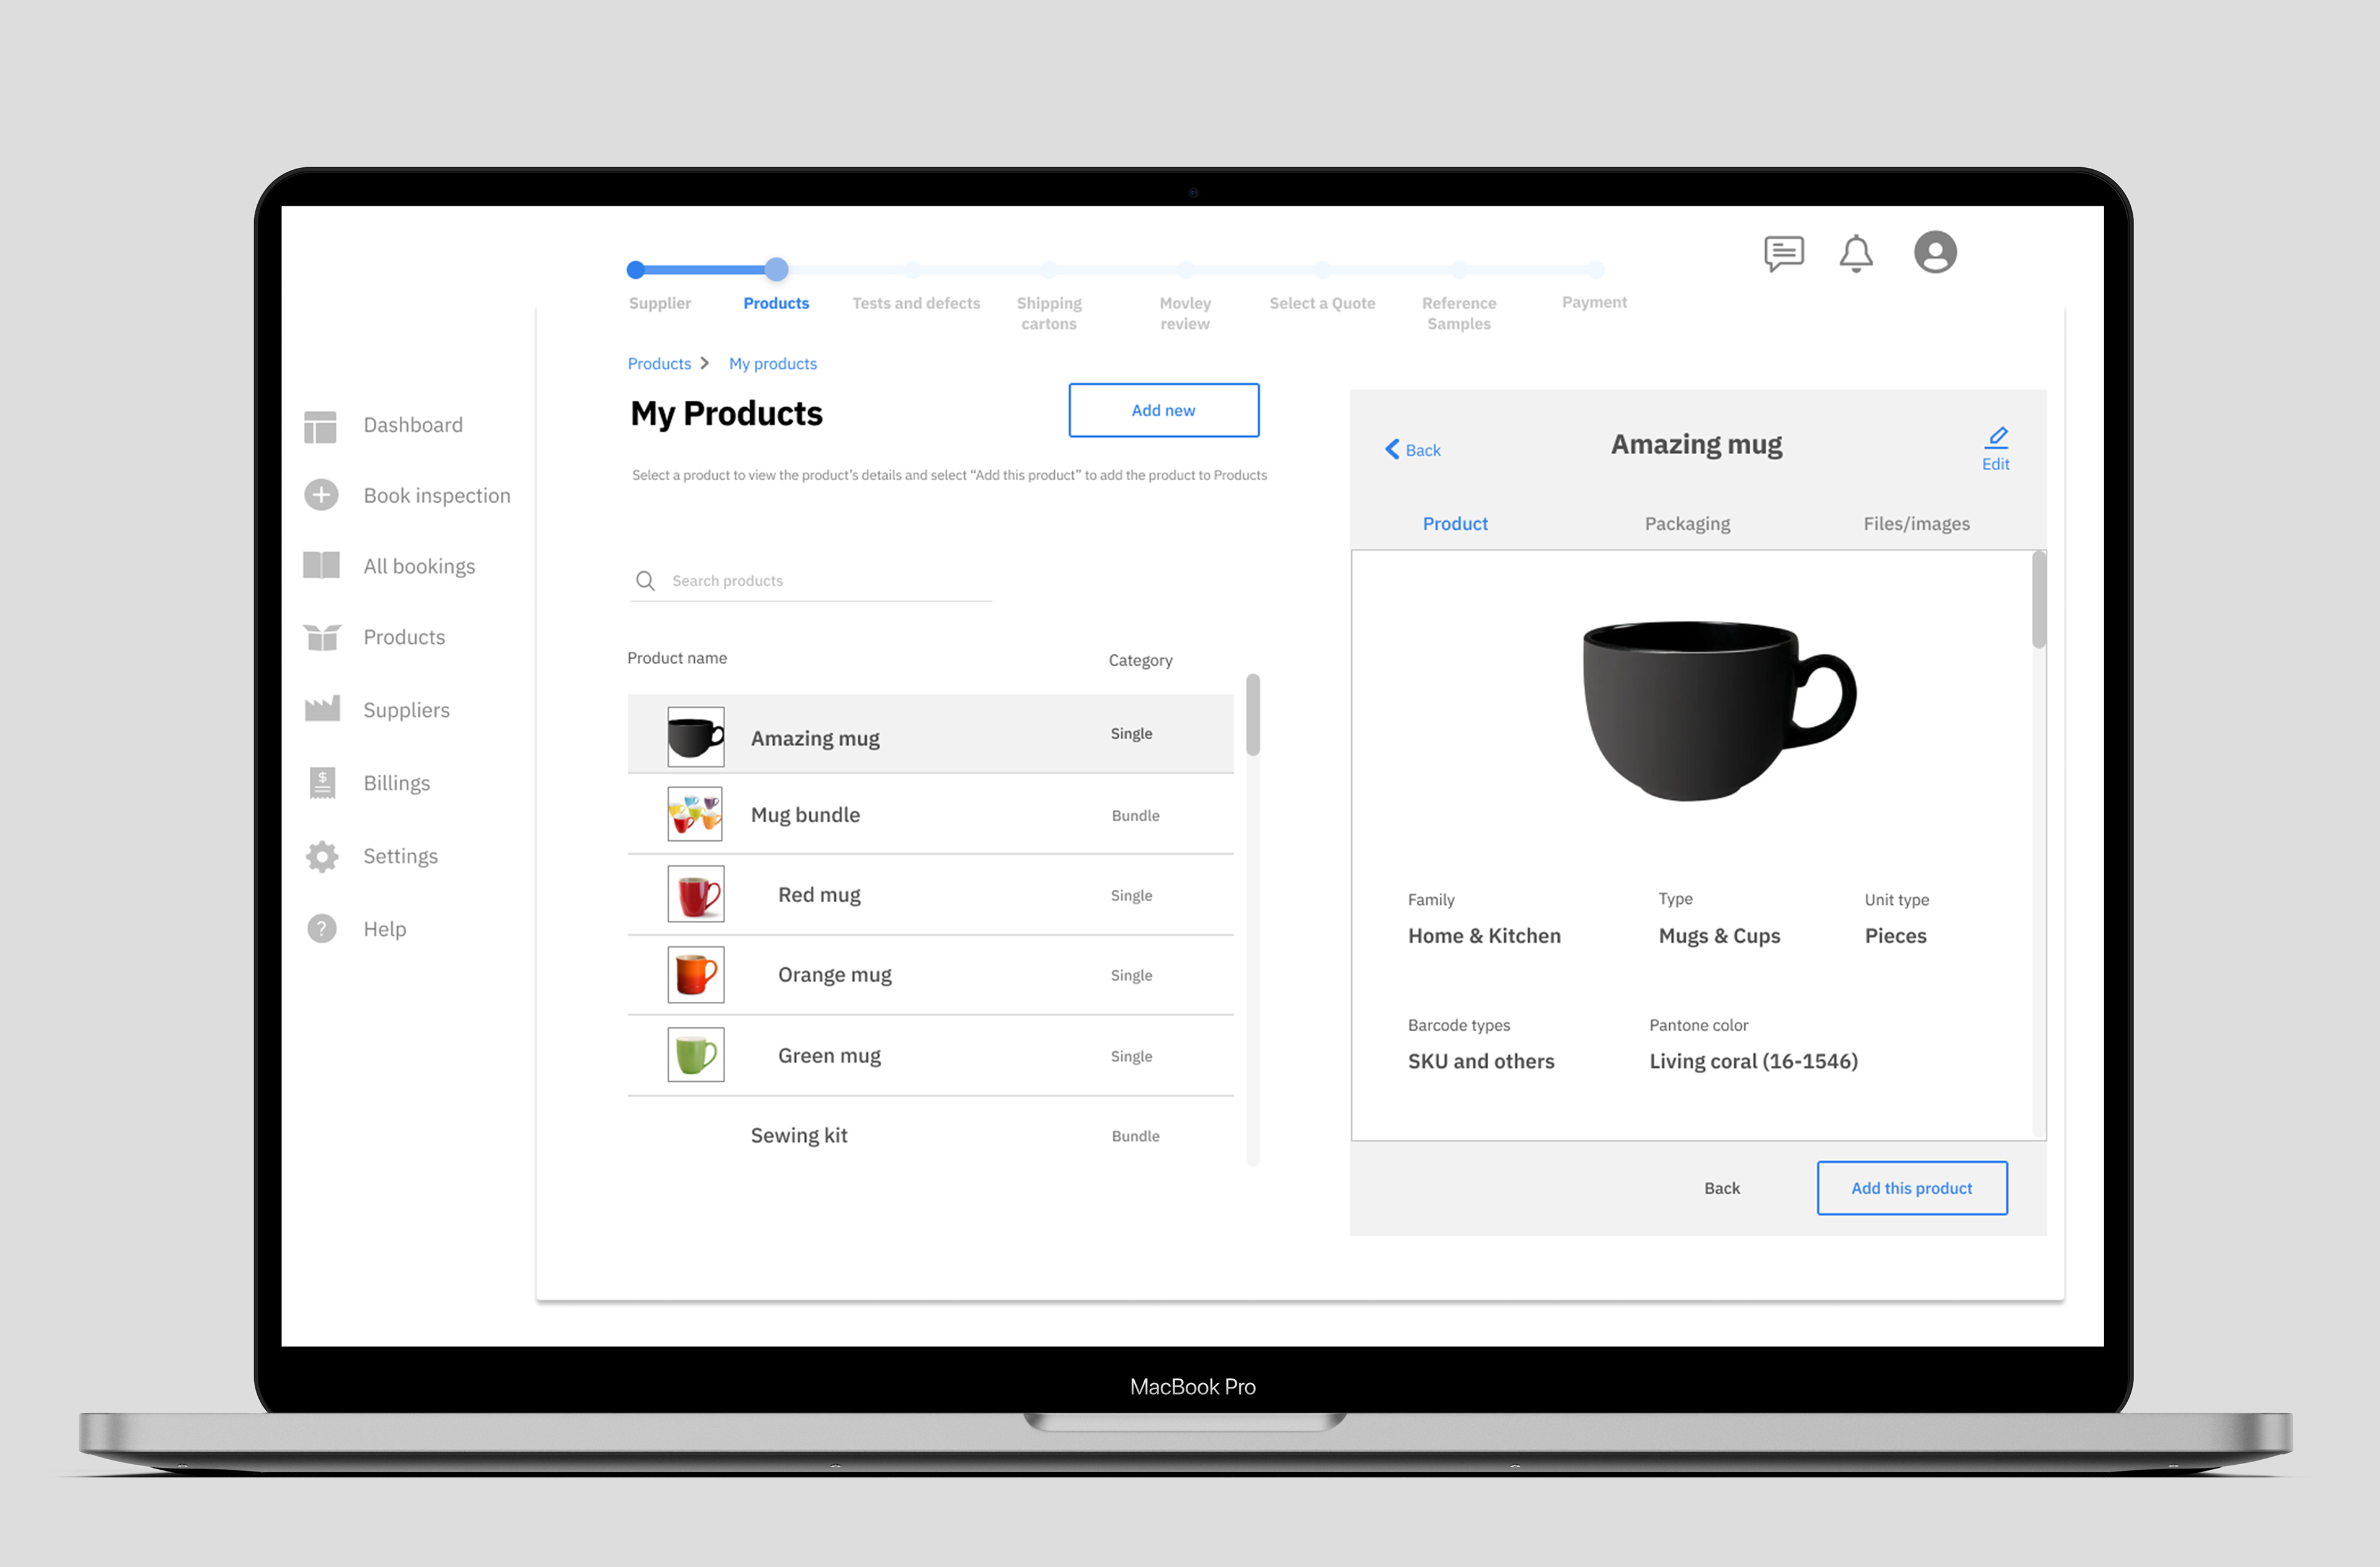 Supplier
Products
Tests and defects
Shipping
cartons
Movley
review
Select a Quote
Reference
Samples
Payment
Products
My products
My Products
Add new
Select a product to view the product's details and select “Add this product” to add the product to Products
Search products
Product name
Category
Amazing mug
Single
Mug bundle
Bundle
Red mug
Single
Orange mug
Single
Green mug
Single
Sewing kit
Bundle
Dashboard
Book inspection
All bookings
Products
Suppliers
$
Billings
Settings
?
Help
Back
Amazing mug
Edit
Product
Packaging
Files/images
Family
Type
Unit type
Home & Kitchen
Mugs & Cups
Pieces
Barcode types
Pantone color
SKU and others
Living coral (16-1546)
Back
Add this product
MacBook Pro